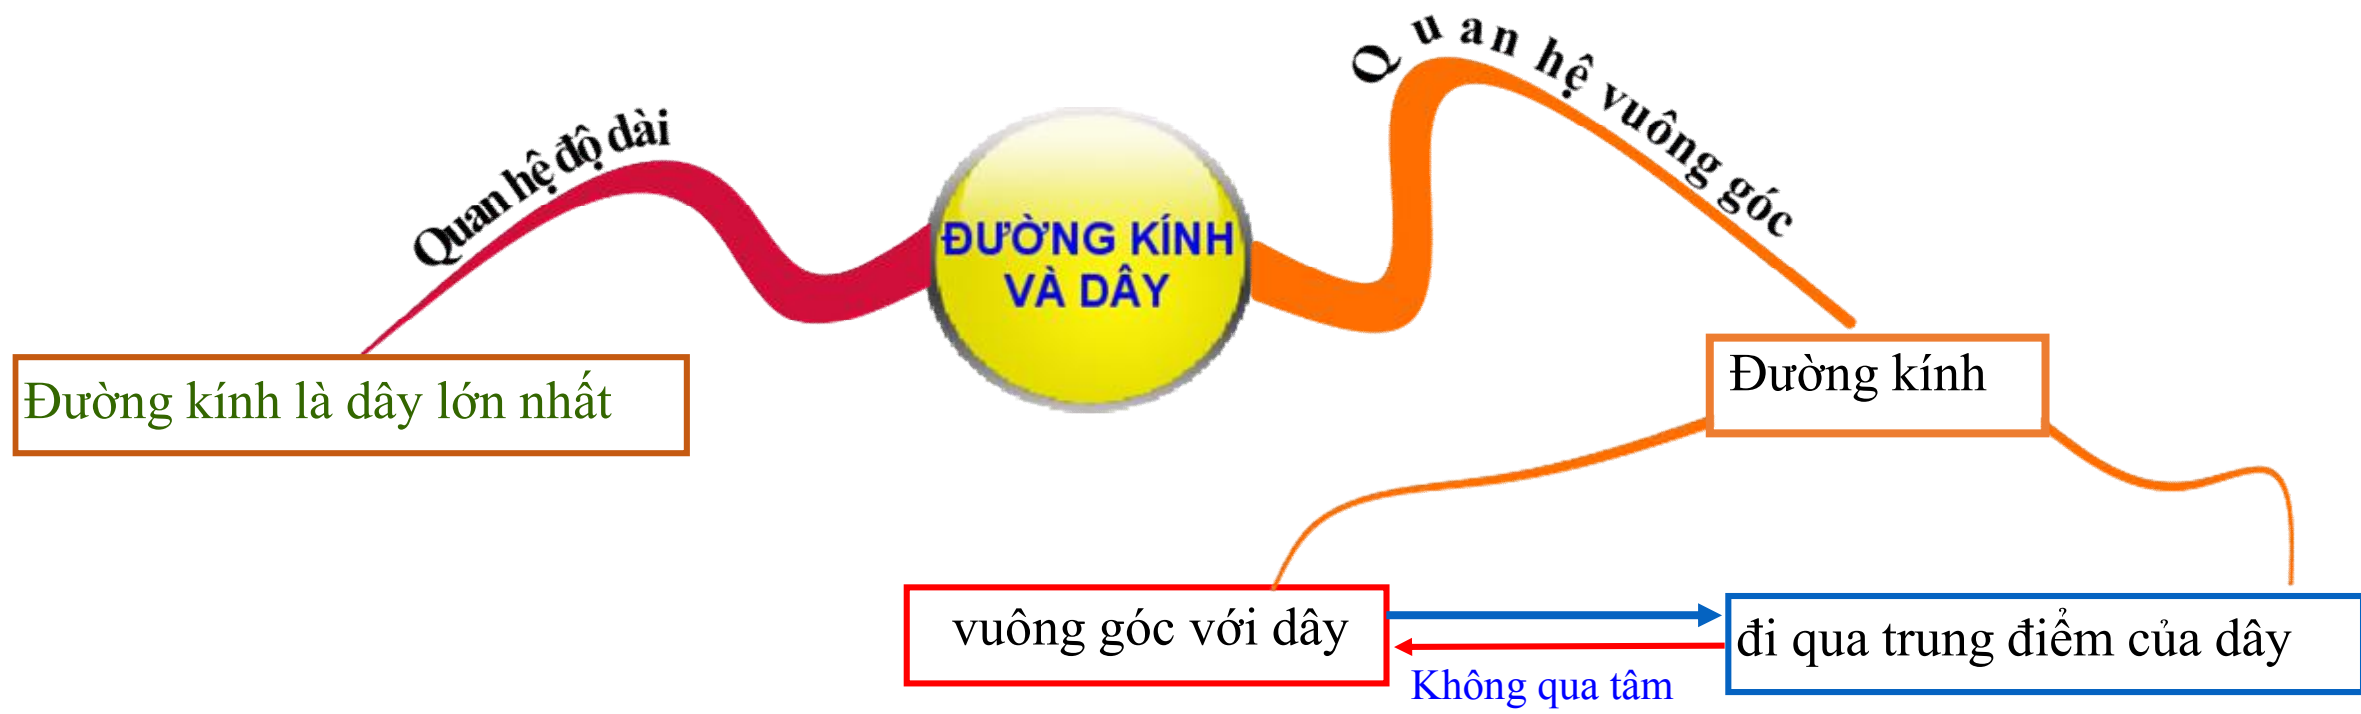 Quan hệ độ dài
Quan hệ vuông góc
ĐƯỜNG KÍNH
VÀ DÂY
Đường kính là dây lớn nhất
Đường kính
vuông góc với dây
đi qua trung điểm của dây
Không qua tâm